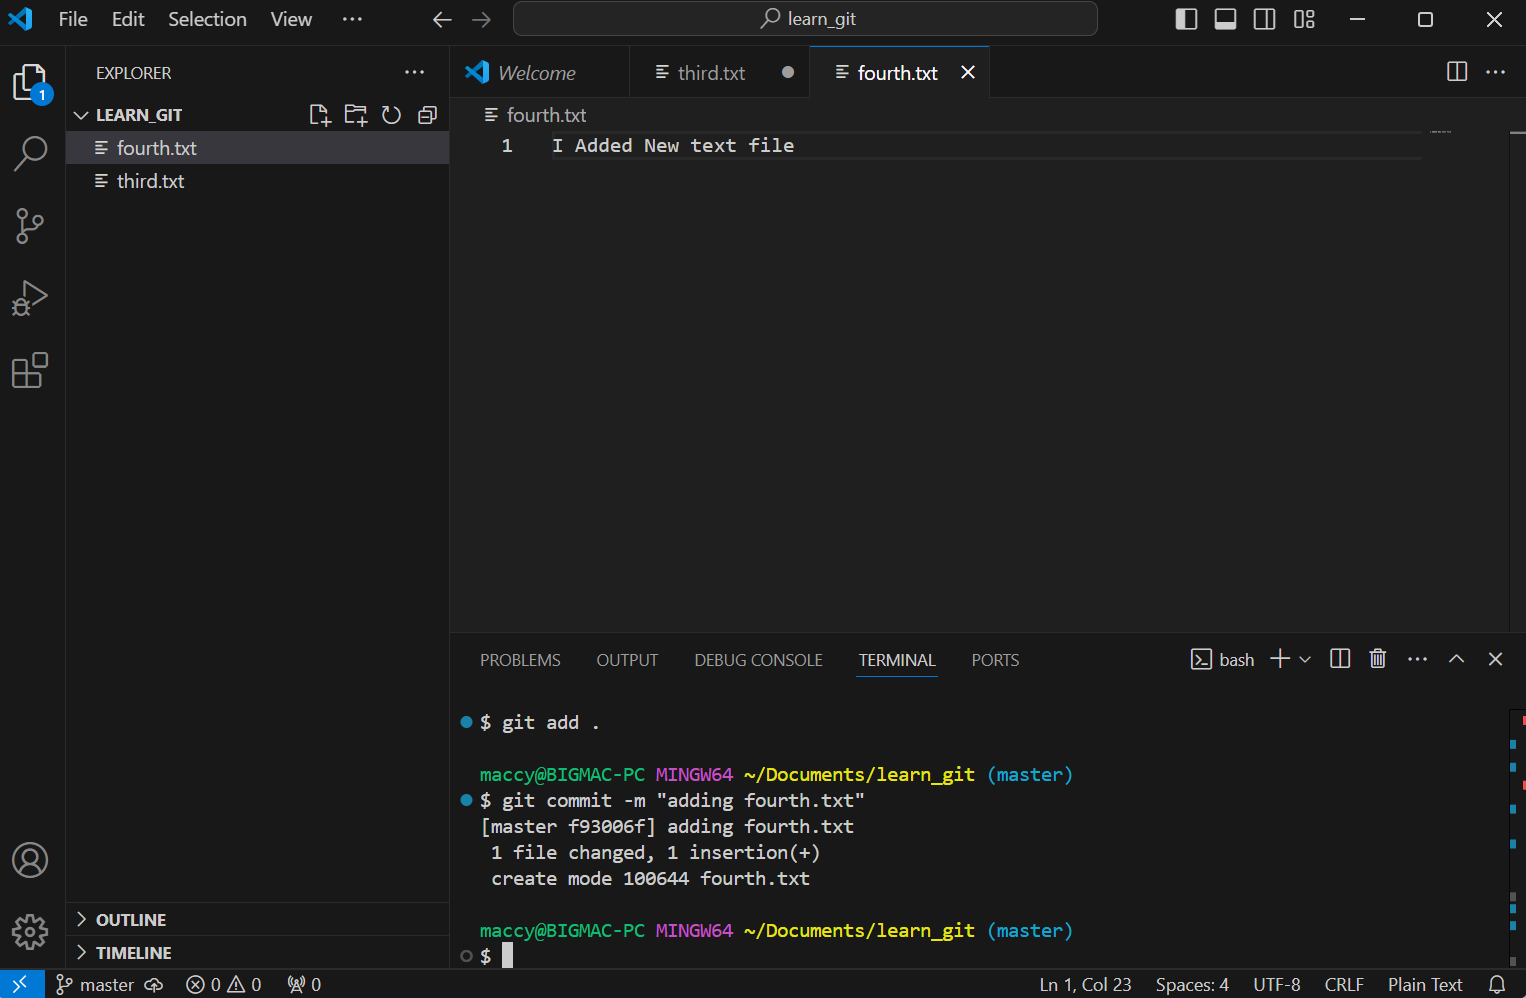 File Edit Selection View ··· learn_git
EXPLORER ···
LEARN_GIT
fourth.txt
third.txt
OUTLINE
TIMELINE
1
Welcome third.txt fourth.txt ···
fourth.txt
1 I Added New text file
PROBLEMS OUTPUT DEBUG CONSOLE TERMINAL PORTS bash ···
$ git add .
maccy@BIGMAC-PC MINGW64 ~/Documents/learn_git (master)
$ git commit -m "adding fourth.txt"
[master f93006f] adding fourth.txt
1 file changed, 1 insertion(+)
create mode 100644 fourth.txt
maccy@BIGMAC-PC MINGW64 ~/Documents/learn_git (master)
$
master 0 0 0 Ln 1, Col 23 Spaces: 4 UTF-8 CRLF Plain Text